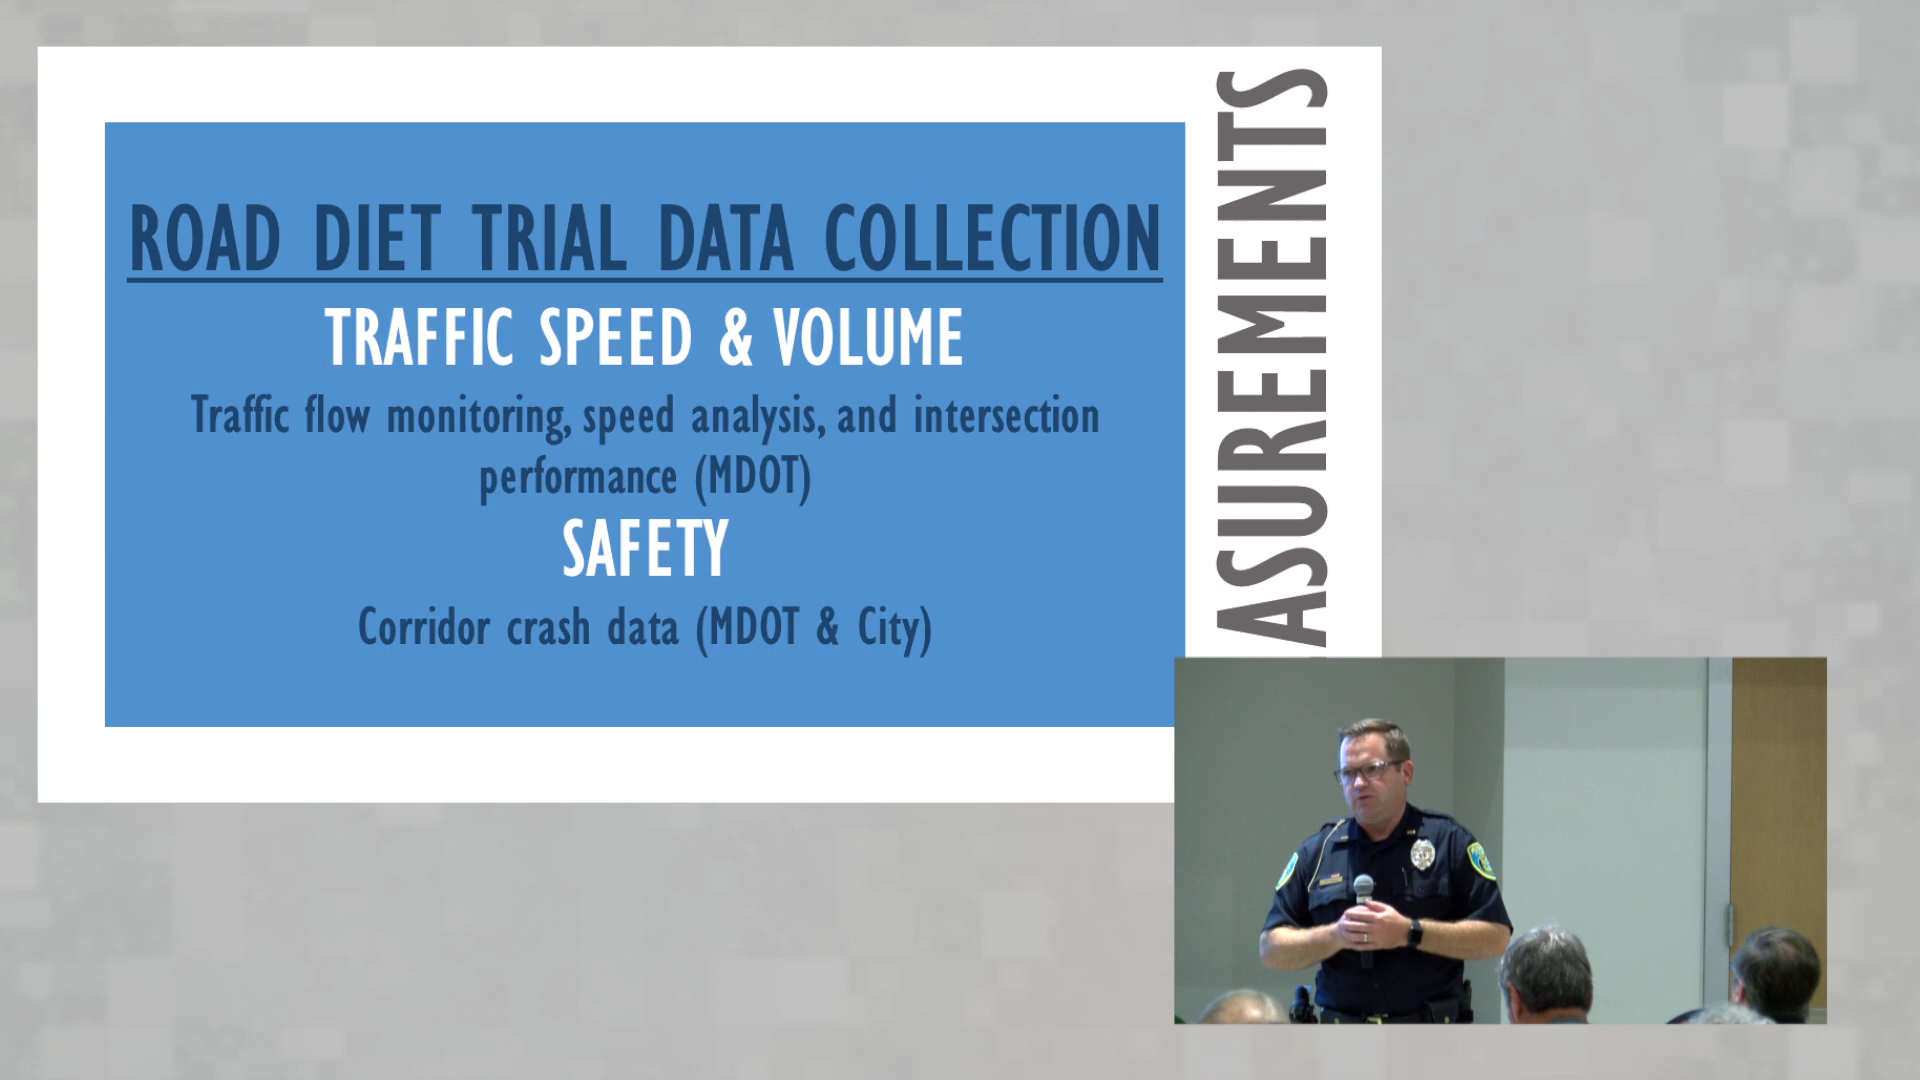 ROAD DIET TRIAL DATA COLLECTION
TRAFFIC SPEED & VOLUME
Traffic flow monitoring, speed analysis, and intersection
performance (MDOT)
SAFETY
Corridor crash data (MDOT & City)
ASUREMENTS